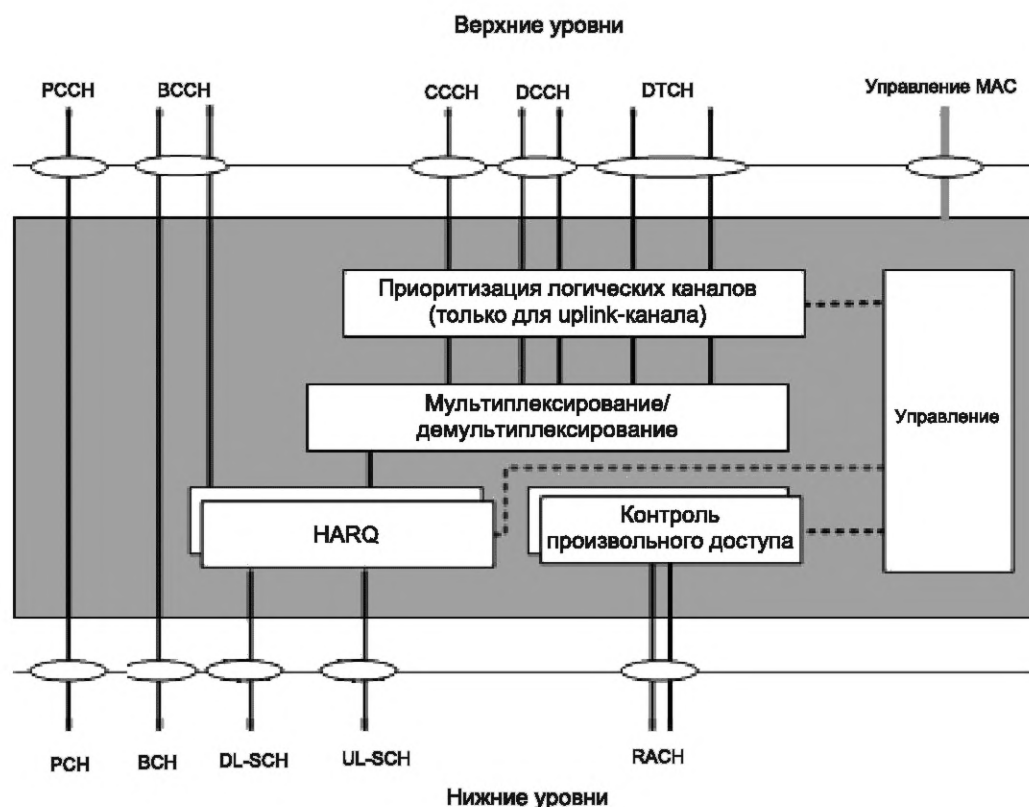 Верхние уровни
PCCH BCCH CCCH DCCH DTCH Управление MAC
Приоритизация логических каналов
(только для uplink-канала)
Мультиплексирование/
демультиплексирование
Управление
HARQ
Контроль
произвольного доступа
PCH BCH DL-SCH UL-SCH RACH
Нижние уровни